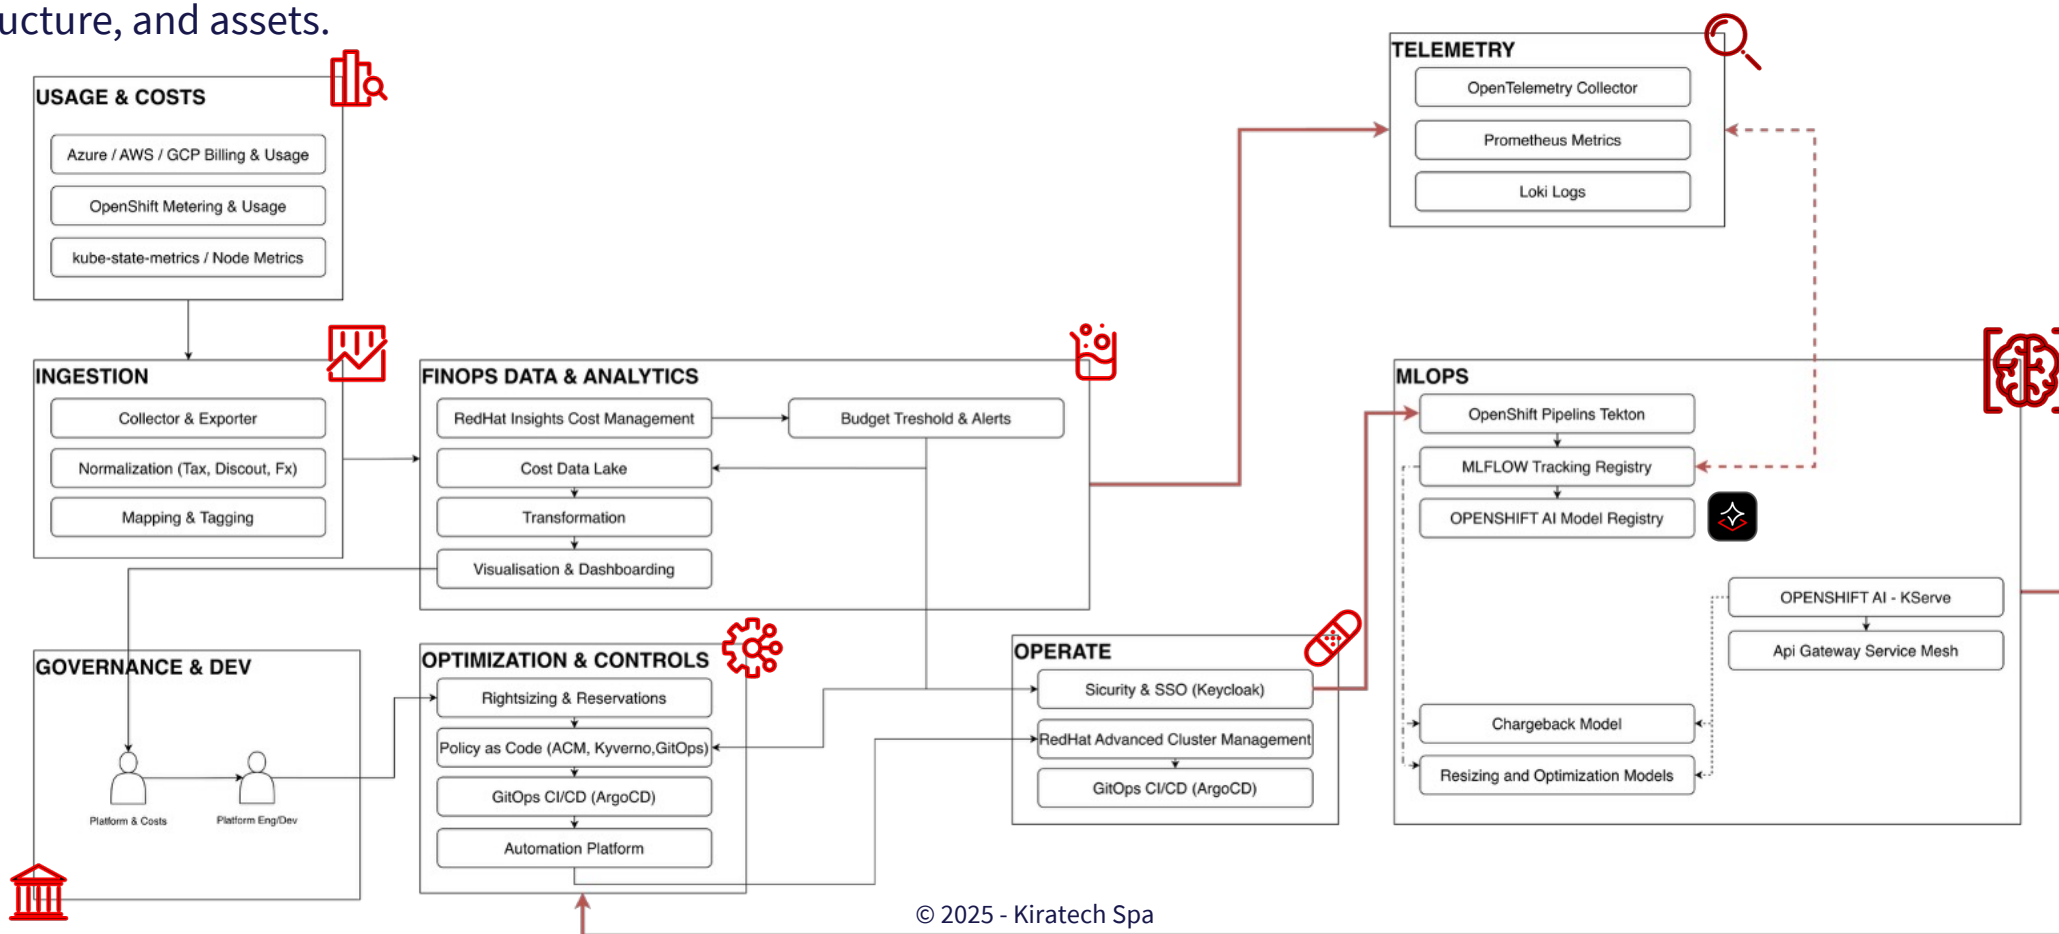 ucture, and assets.
USAGE & COSTS
Azure / AWS / GCP Billing & Usage
OpenShift Metering & Usage
kube-state-metrics / Node Metrics
INGESTION
Collector & Exporter
Normalization (Tax, Discout, Fx)
Mapping & Tagging
FINOPS DATA & ANALYTICS
RedHat Insights Cost Management
Budget Treshold & Alerts
Cost Data Lake
Transformation
Visualisation & Dashboarding
TELEMETRY
OpenTelemetry Collector
Prometheus Metrics
Loki Logs
MLOPS
OpenShift Pipelins Tekton
MLFLOW Tracking Registry
OPENSHIFT AI Model Registry
OPENSHIFT AI - KServe
Api Gateway Service Mesh
Chargeback Model
Resizing and Optimization Models
GOVERNANCE & DEV
Platform & Costs
Platform Eng/Dev
OPTIMIZATION & CONTROLS
Rightsizing & Reservations
Policy as Code (ACM, Kyverno,GitOps)
GitOps CI/CD (ArgoCD)
Automation Platform
OPERATE
Sicurity & SSO (Keycloak)
RedHat Advanced Cluster Management
GitOps CI/CD (ArgoCD)
© 2025 - Kiratech Spa